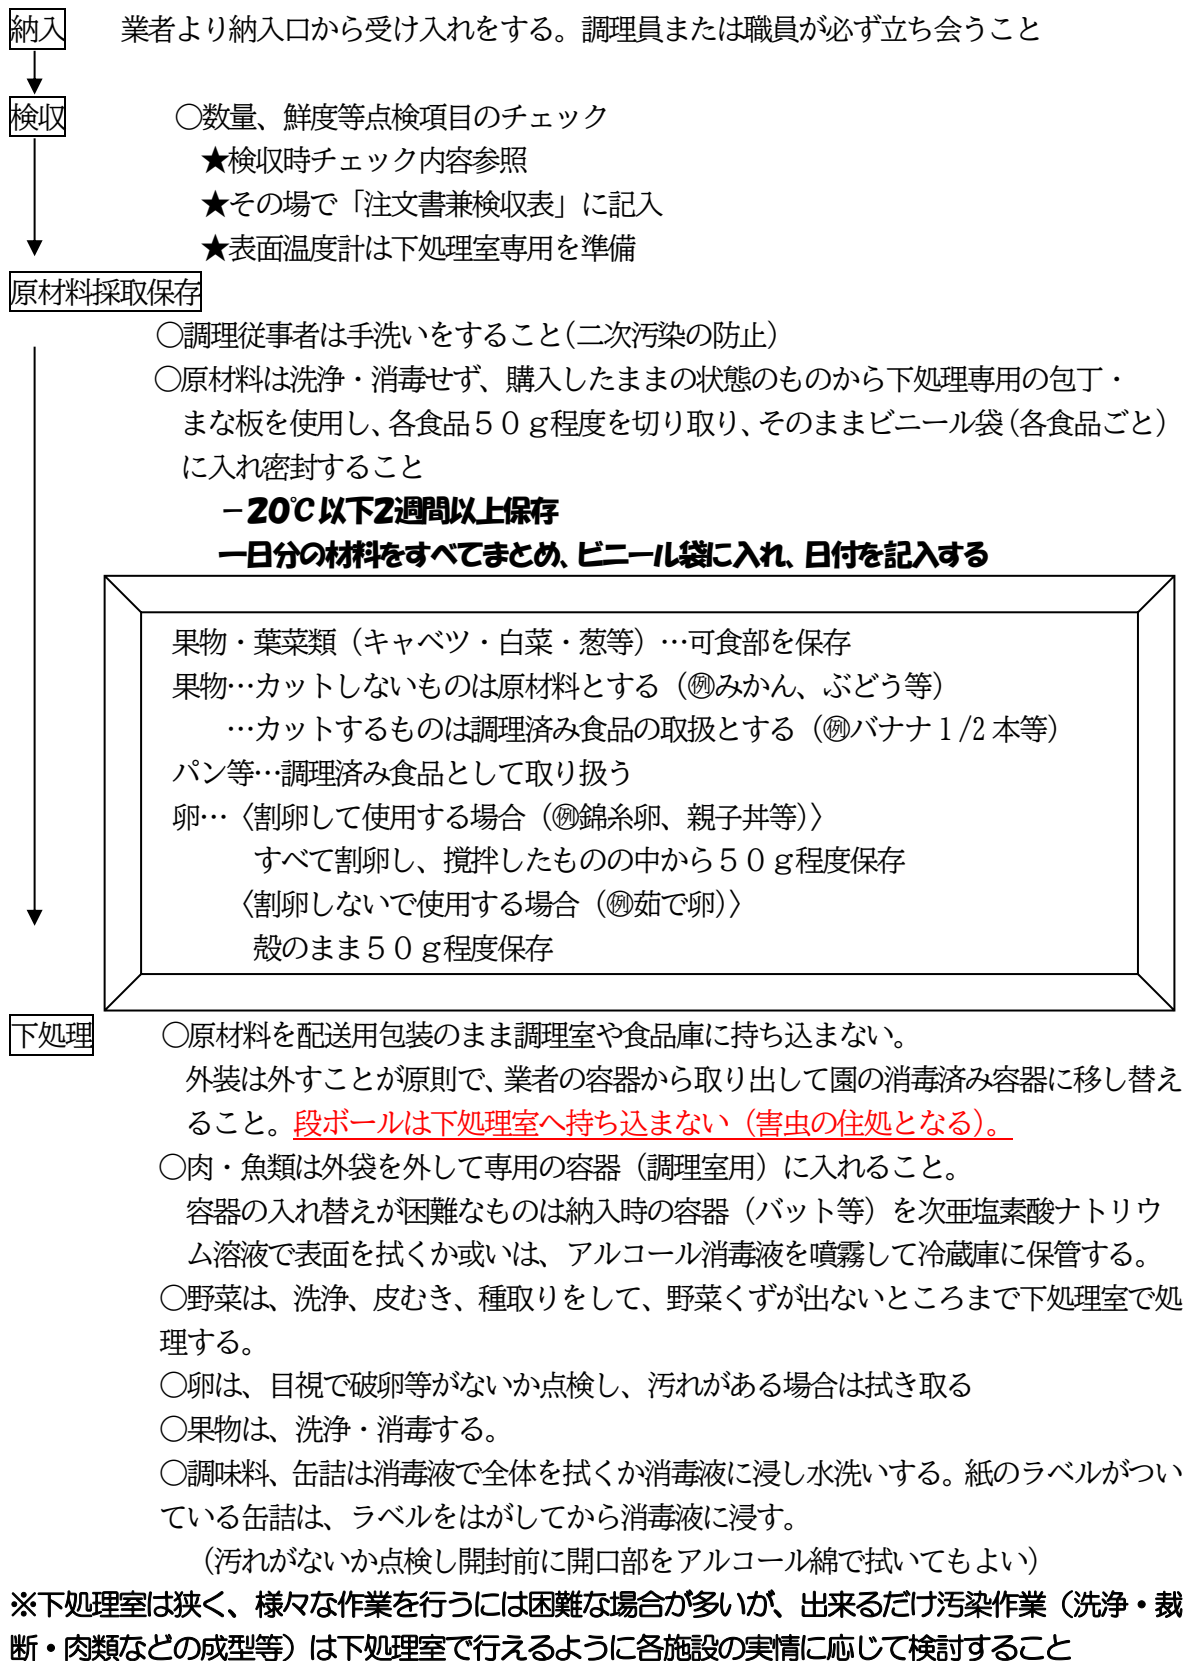 納入　業者より納入口から受け入れをする。調理員または職員が必ず立ち会うこと
検収　○数量、鮮度等点検項目のチェック
★検収時チェック内容参照
★その場で「注文書兼検収表」に記入
★表面温度計は下処理室専用を準備
原材料採取保存
○調理従事者は手洗いをすること（二次汚染の防止）
○原材料は洗浄・消毒せず、購入したままの状態のものから下処理専用の包丁・
まな板を使用し、各食品５０ｇ程度を切り取り、そのままビニール袋（各食品ごと）
に入れ密封すること
－20℃以下2週間以上保存
一日分の材料をすべてまとめ、ビニール袋に入れ、日付を記入する
果物・葉菜類（キャベツ・白菜・葱等）…可食部を保存
果物…カットしないものは原材料とする（㋹みかん、ぶどう等）
…カットするものは調理済み食品の取扱とする（例バナナ１/2 本等）
パン等…調理済み食品として取り扱う
卵…〈割卵して使用する場合（例錦糸卵、親子丼等）〉
すべて割卵し、撹拌したものの中から５０ｇ程度保存
〈割卵しないで使用する場合（例茹で卵）〉
殻のまま５０ｇ程度保存
下処理　○原材料を配送用包装のまま調理室や食品庫に持ち込まない。
外装は外すことが原則で、業者の容器から取り出して園の消毒済み容器に移し替え
ること。段ボールは下処理室へ持ち込まない（害虫の住処となる）。
○肉・魚類は外袋を外して専用の容器（調理室用）に入れること。
容器の入れ替えが困難なものは納入時の容器（バット等）を次亜塩素酸ナトリウ
ム溶液で表面を拭くか或いは、アルコール消毒液を噴霧して冷蔵庫に保管する。
○野菜は、洗浄、皮むき、種取りをして、野菜くずが出ないところまで下処理室で処
理する。
○卵は、目視で破卵等がないか点検し、汚れがある場合は拭き取る
○果物は、洗浄・消毒する。
○調味料、缶詰は消毒液で全体を拭くか消毒液に浸し水洗いする。紙のラベルがつい
ている缶詰は、ラベルをはがしてから消毒液に浸す。
（汚れがないか点検し開封前に開口部をアルコール綿で拭いてもよい）
※下処理室は狭く、様々な作業を行うには困難な場合が多いが、出来るだけ汚染作業（洗浄・裁
断・肉類などの成型等）は下処理室で行えるように各施設の実情に応じて検討すること